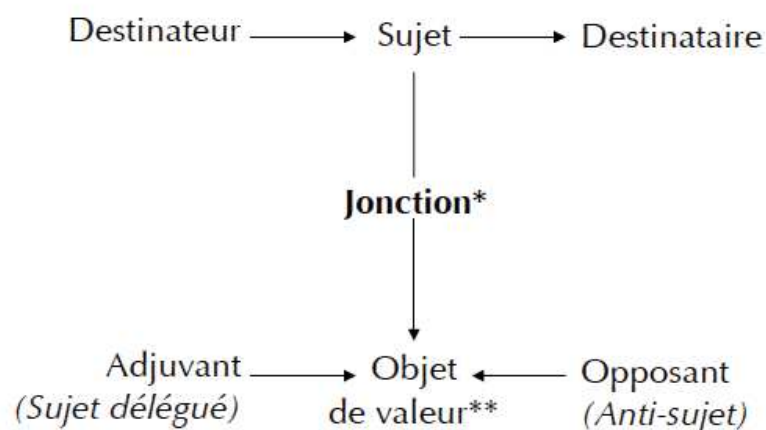 Destinateur Sujet Destinataire
Jonction*
Adjuvant Objet Opposant
(Sujet délégué) de valeur** (Anti-sujet)